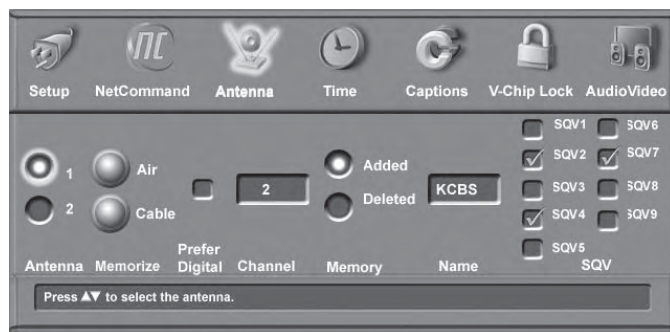 Setup NetCommand Antenna Time Captions V-Chip Lock AudioVideo
SQV1 SQV6
1 Air Added SQV2 SQV7
2 KCBS SQV3 SQV8
2 Cable Deleted SQV4 SQV9
SQV5
Antenna Memorize Prefer Digital Channel Memory Name SQV
Press ▲▼ to select the antenna.